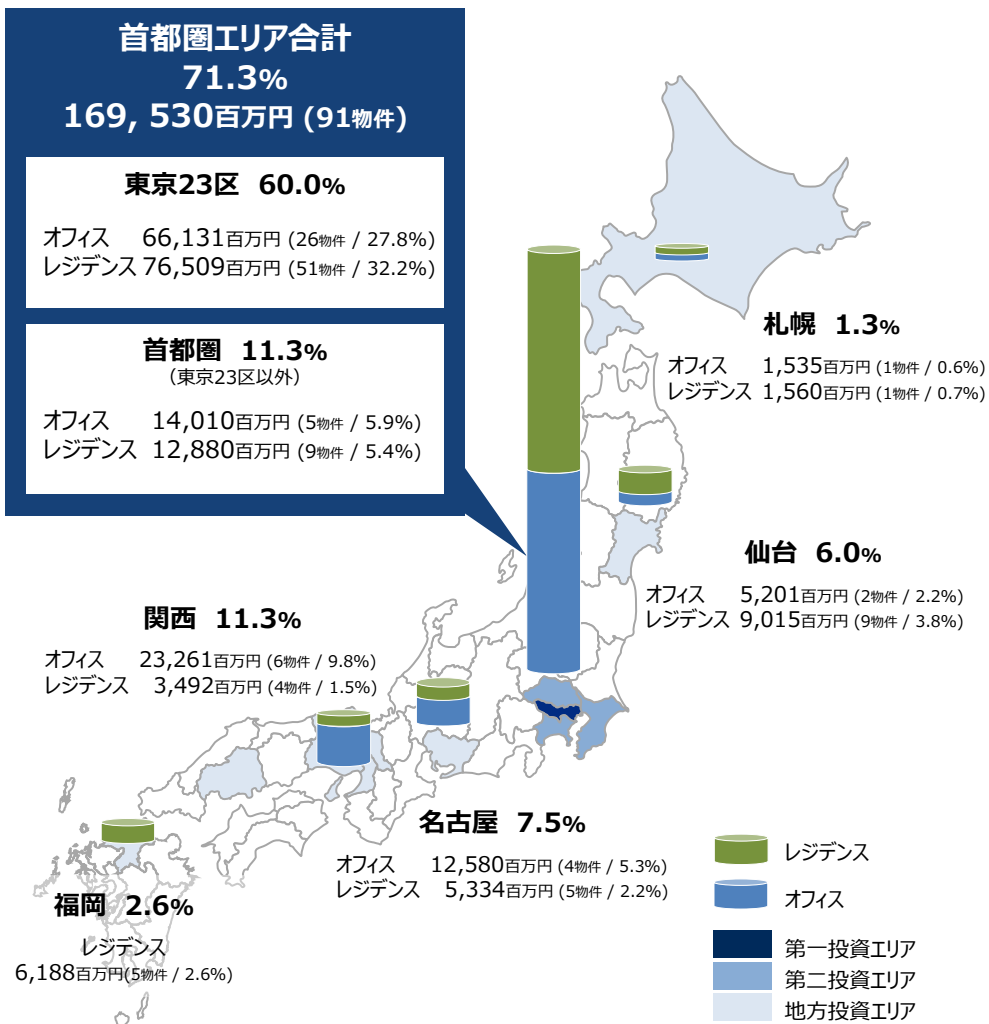 首都圏エリア合計
71.3%
169, 530百万円 (91物件)
東京23区 60.0%
オフィス 66,131百万円 (26物件 / 27.8%)
レジデンス 76,509百万円 (51物件 / 32.2%)
首都圏 11.3%
(東京23区以外)
オフィス 14,010百万円 (5物件 / 5.9%)
レジデンス 12,880百万円 (9物件 / 5.4%)
札幌 1.3%
オフィス 1,535百万円 (1物件 / 0.6%)
レジデンス 1,560百万円 (1物件 / 0.7%)
仙台 6.0%
オフィス 5,201百万円 (2物件 / 2.2%)
レジデンス 9,015百万円 (9物件 / 3.8%)
関西 11.3%
オフィス 23,261百万円 (6物件 / 9.8%)
レジデンス 3,492百万円 (4物件 / 1.5%)
名古屋 7.5%
オフィス 12,580百万円 (4物件 / 5.3%)
レジデンス 5,334百万円 (5物件 / 2.2%)
福岡 2.6%
レジデンス
6,188百万円(5物件 / 2.6%)
レジデンス
オフィス
第一投資エリア
第二投資エリア
地方投資エリア